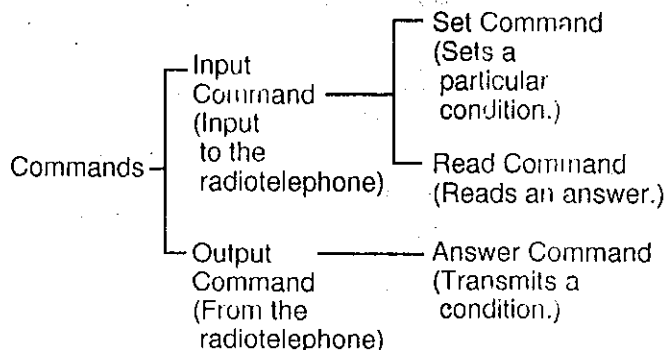 Commands
Input
Command
(Input
to the
radiotelephone)
Set Command
(Sets a
particular
condition.)
Read Command
(Reads an answer.)
Output
Command
(From the
radiotelephone)
Answer Command
(Transmits a
condition.)